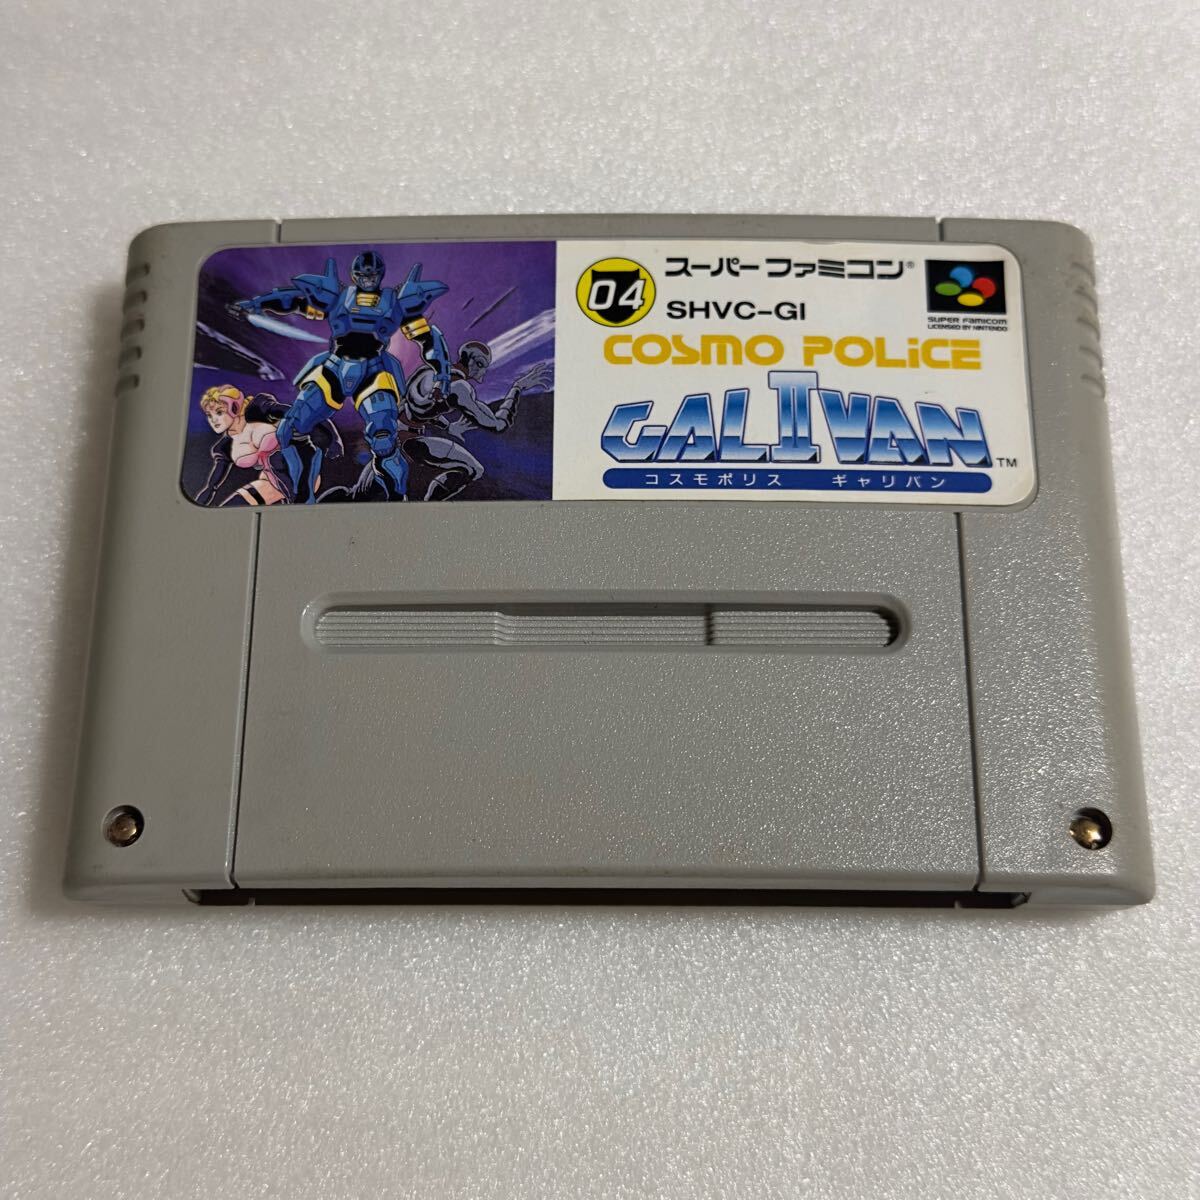 04
スーパーファミコン®
SHVC-GI
SUPER FAMICOM
LICENSED BY NINTENDO
COSMO POLICE
GALIVAN II TM
コスモポリス ギャリバン